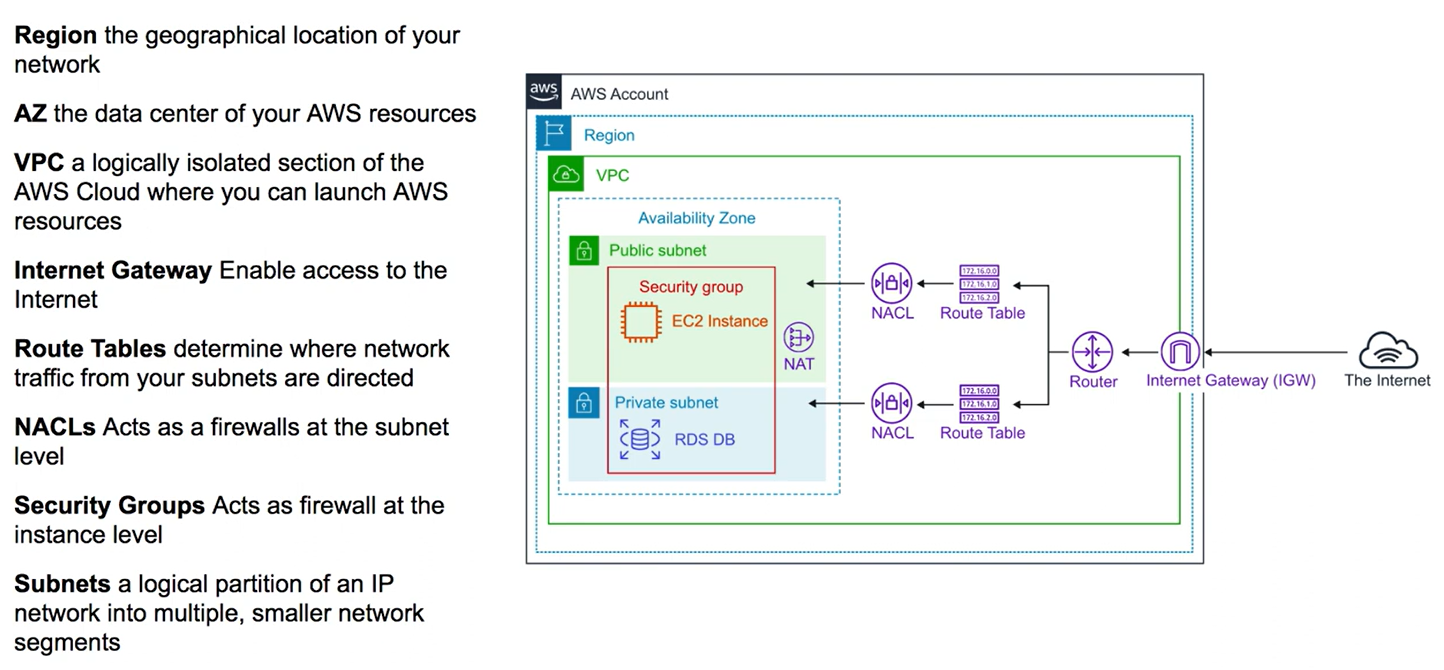 Region the geographical location of your
network
AZ the data center of your AWS resources
VPC a logically isolated section of the
AWS Cloud where you can launch AWS
resources
Internet Gateway Enable access to the
Internet
Route Tables determine where network
traffic from your subnets are directed
NACLs Acts as a firewalls at the subnet
level
Security Groups Acts as firewall at the
instance level
Subnets a logical partition of an IP
network into multiple, smaller network
segments
aws
AWS Account
Region
VPC
Availability Zone
Public subnet
Security group
EC2 Instance
NAT
Private subnet
RDS DB
NACL
172.16.0.0
172.16.1.0
172.16.2.0
Route Table
NACL
172.16.0.0
172.16.1.0
172.16.2.0
Route Table
Router
Internet Gateway (IGW)
The Internet